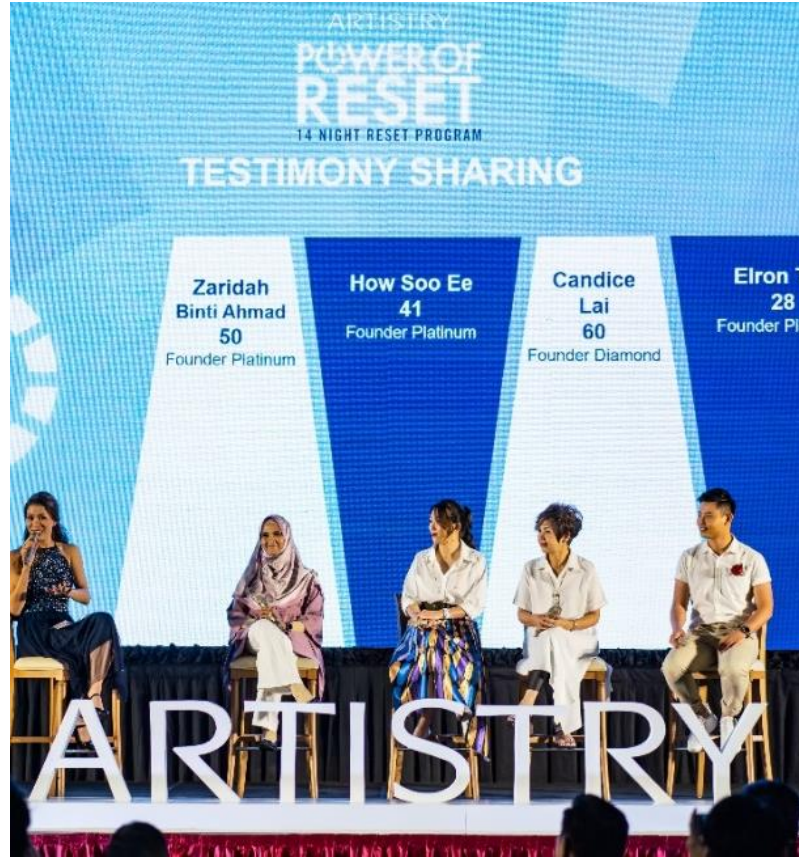 ARTISTRY
POWER OF
RESET
14 NIGHT RESET PROGRAM
TESTIMONY SHARING
Zaridah
Binti Ahmad
50
Founder Platinum
How Soo Ee
41
Founder Platinum
Candice
Lai
60
Founder Diamond
Elron
28
Founder
ARTISTRY